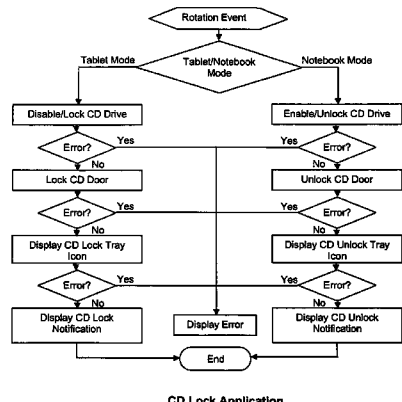 Rotation Event
Tablet Mode
Tablet/Notebook
Mode
Notebook Mode
Disable/Lock CD Drive
Enable/Unlock CD Drive
Error?
Yes
Yes
Error?
No
No
Lock CD Door
Unlock CD Door
Error?
Yes
Yes
Error?
No
No
Display CD Lock Tray
Icon
Display CD Unlock Tray
Icon
Error?
Yes
Yes
Error?
No
No
Display CD Lock
Notification
Display Error
Display CD Unlock
Notification
End
CD Lock Application